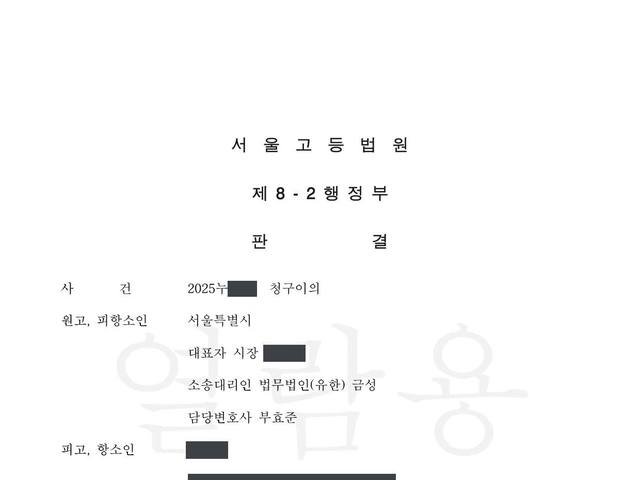 서울고등법원
제8-2행정부
판 결
사 건 2025누 청구이의
원고, 피항소인 서울특별시
대표자 시장
소송대리인 법무법인(유한) 금성
담당변호사 부효준
피고, 항소인
열람용